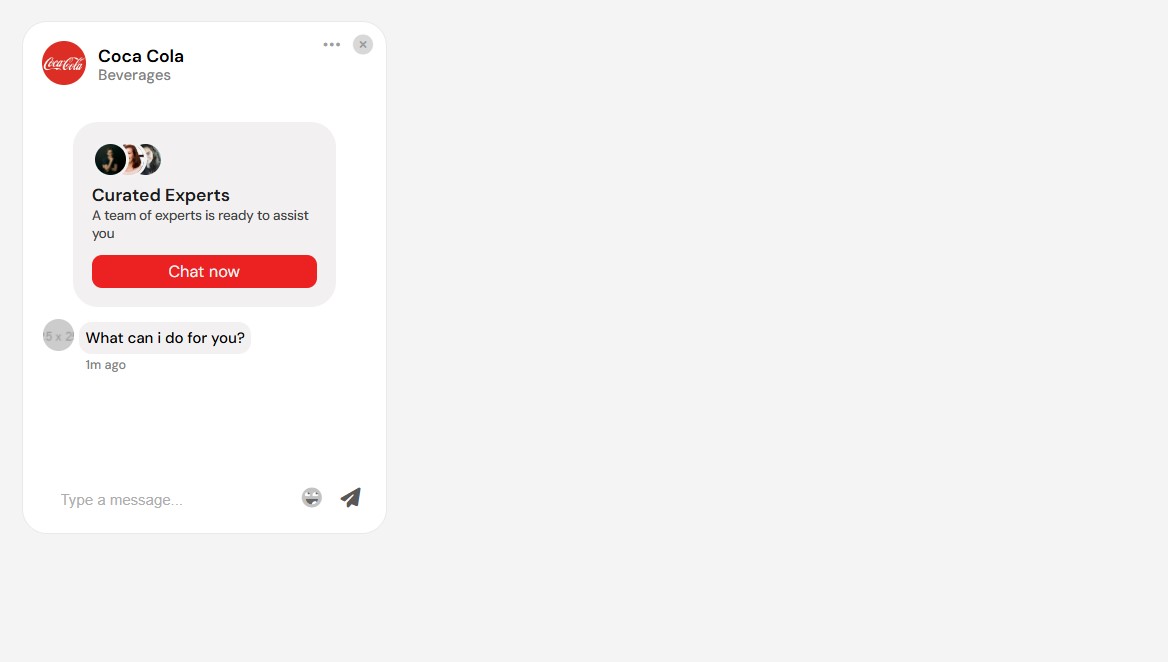 Coca Cola
Coca-Cola
Beverages
Curated Experts
A team of experts is ready to assist
you
Chat now
5 x 2
What can i do for you?
1m ago
Type a message...